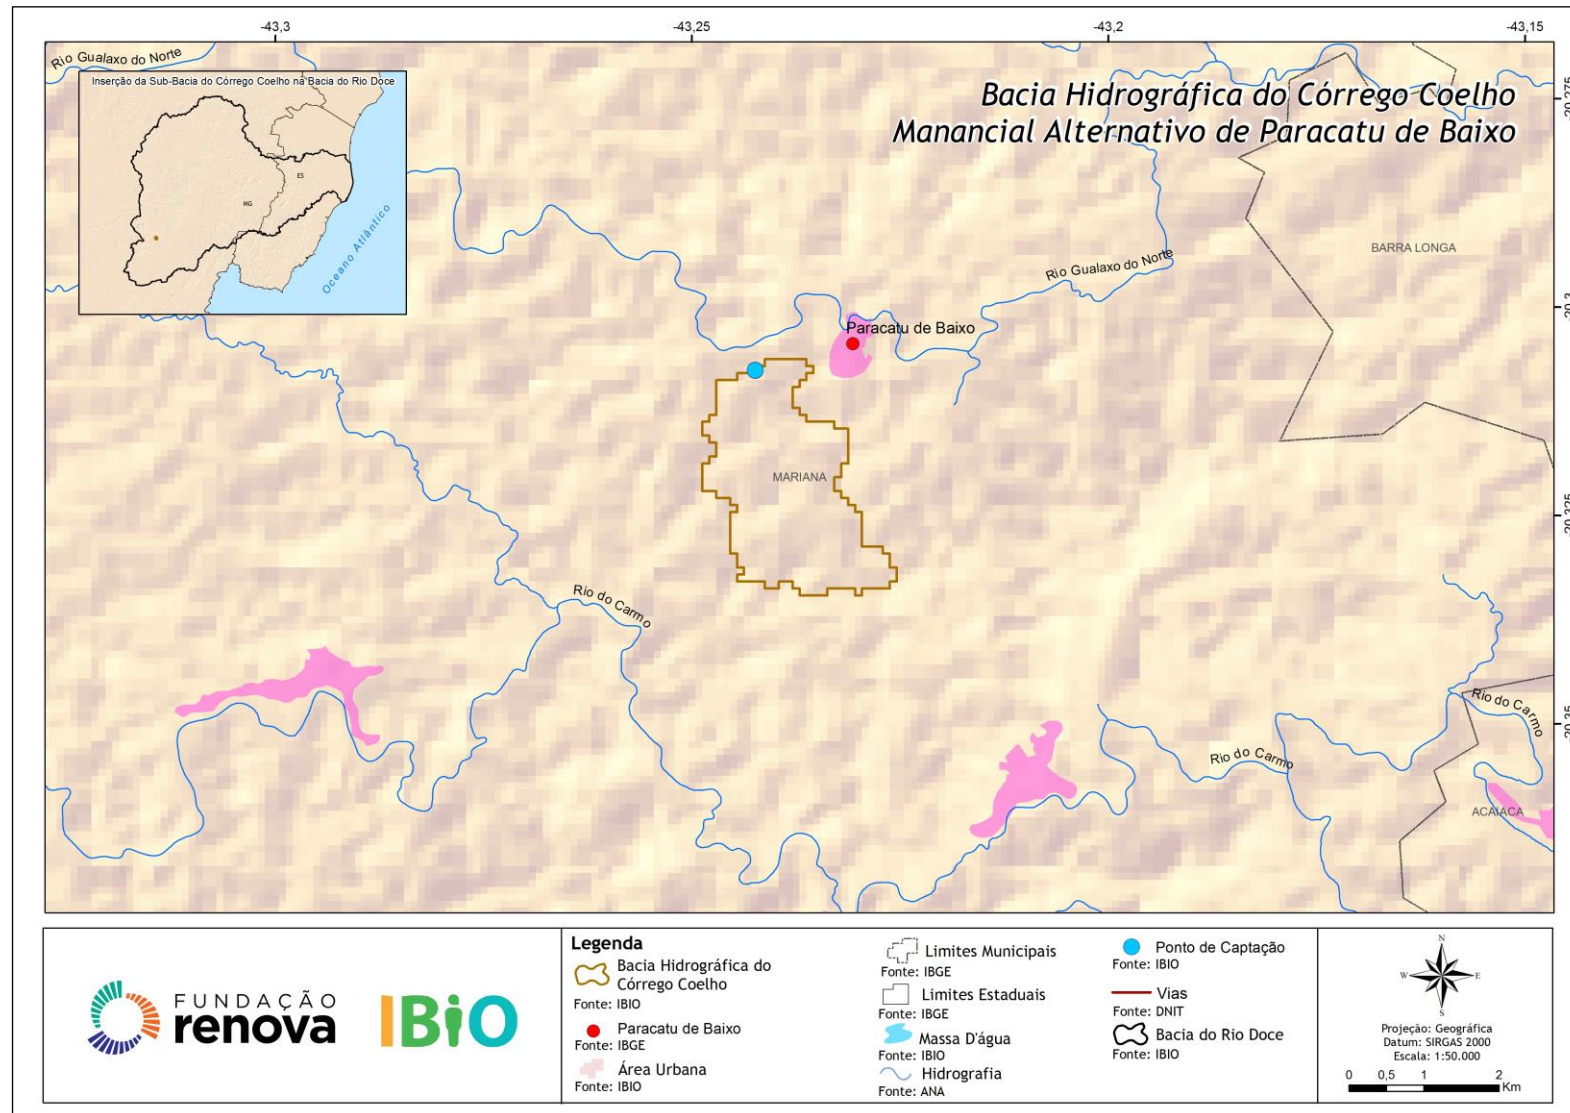 -43,3
-43,25
-43,2
-43,15
Rio Gualaxo do Norte
Inserção da Sub-Bacia do Córrego Coelho na Bacia do Rio Doce
ES
MG
Oceano Atlântico
Bacia Hidrográfica do Córrego Coelho
Manancial Alternativo de Paracatu de Baixo
-20,275
BARRA LONGA
Rio Gualaxo do Norte
-20,3
Paracatu de Baixo
MARIANA
-20,325
Rio do Carmo
Rio do Carmo
-20,35
Rio do Carmo
ACAIACA
FUNDAÇÃO
renova
IBiO
Legenda
Bacia Hidrográfica do
Córrego Coelho
Fonte: IBIO
Paracatu de Baixo
Fonte: IBGE
Área Urbana
Fonte: IBIO
Limites Municipais
Fonte: IBGE
Limites Estaduais
Fonte: IBGE
Massa D'água
Fonte: IBIO
Hidrografia
Fonte: ANA
Ponto de Captação
Fonte: IBIO
Vias
Fonte: DNIT
Bacia do Rio Doce
Fonte: IBIO
N
W
E
S
Projeção: Geográfica
Datum: SIRGAS 2000
Escala: 1:50.000
0 0,5 1 2
Km